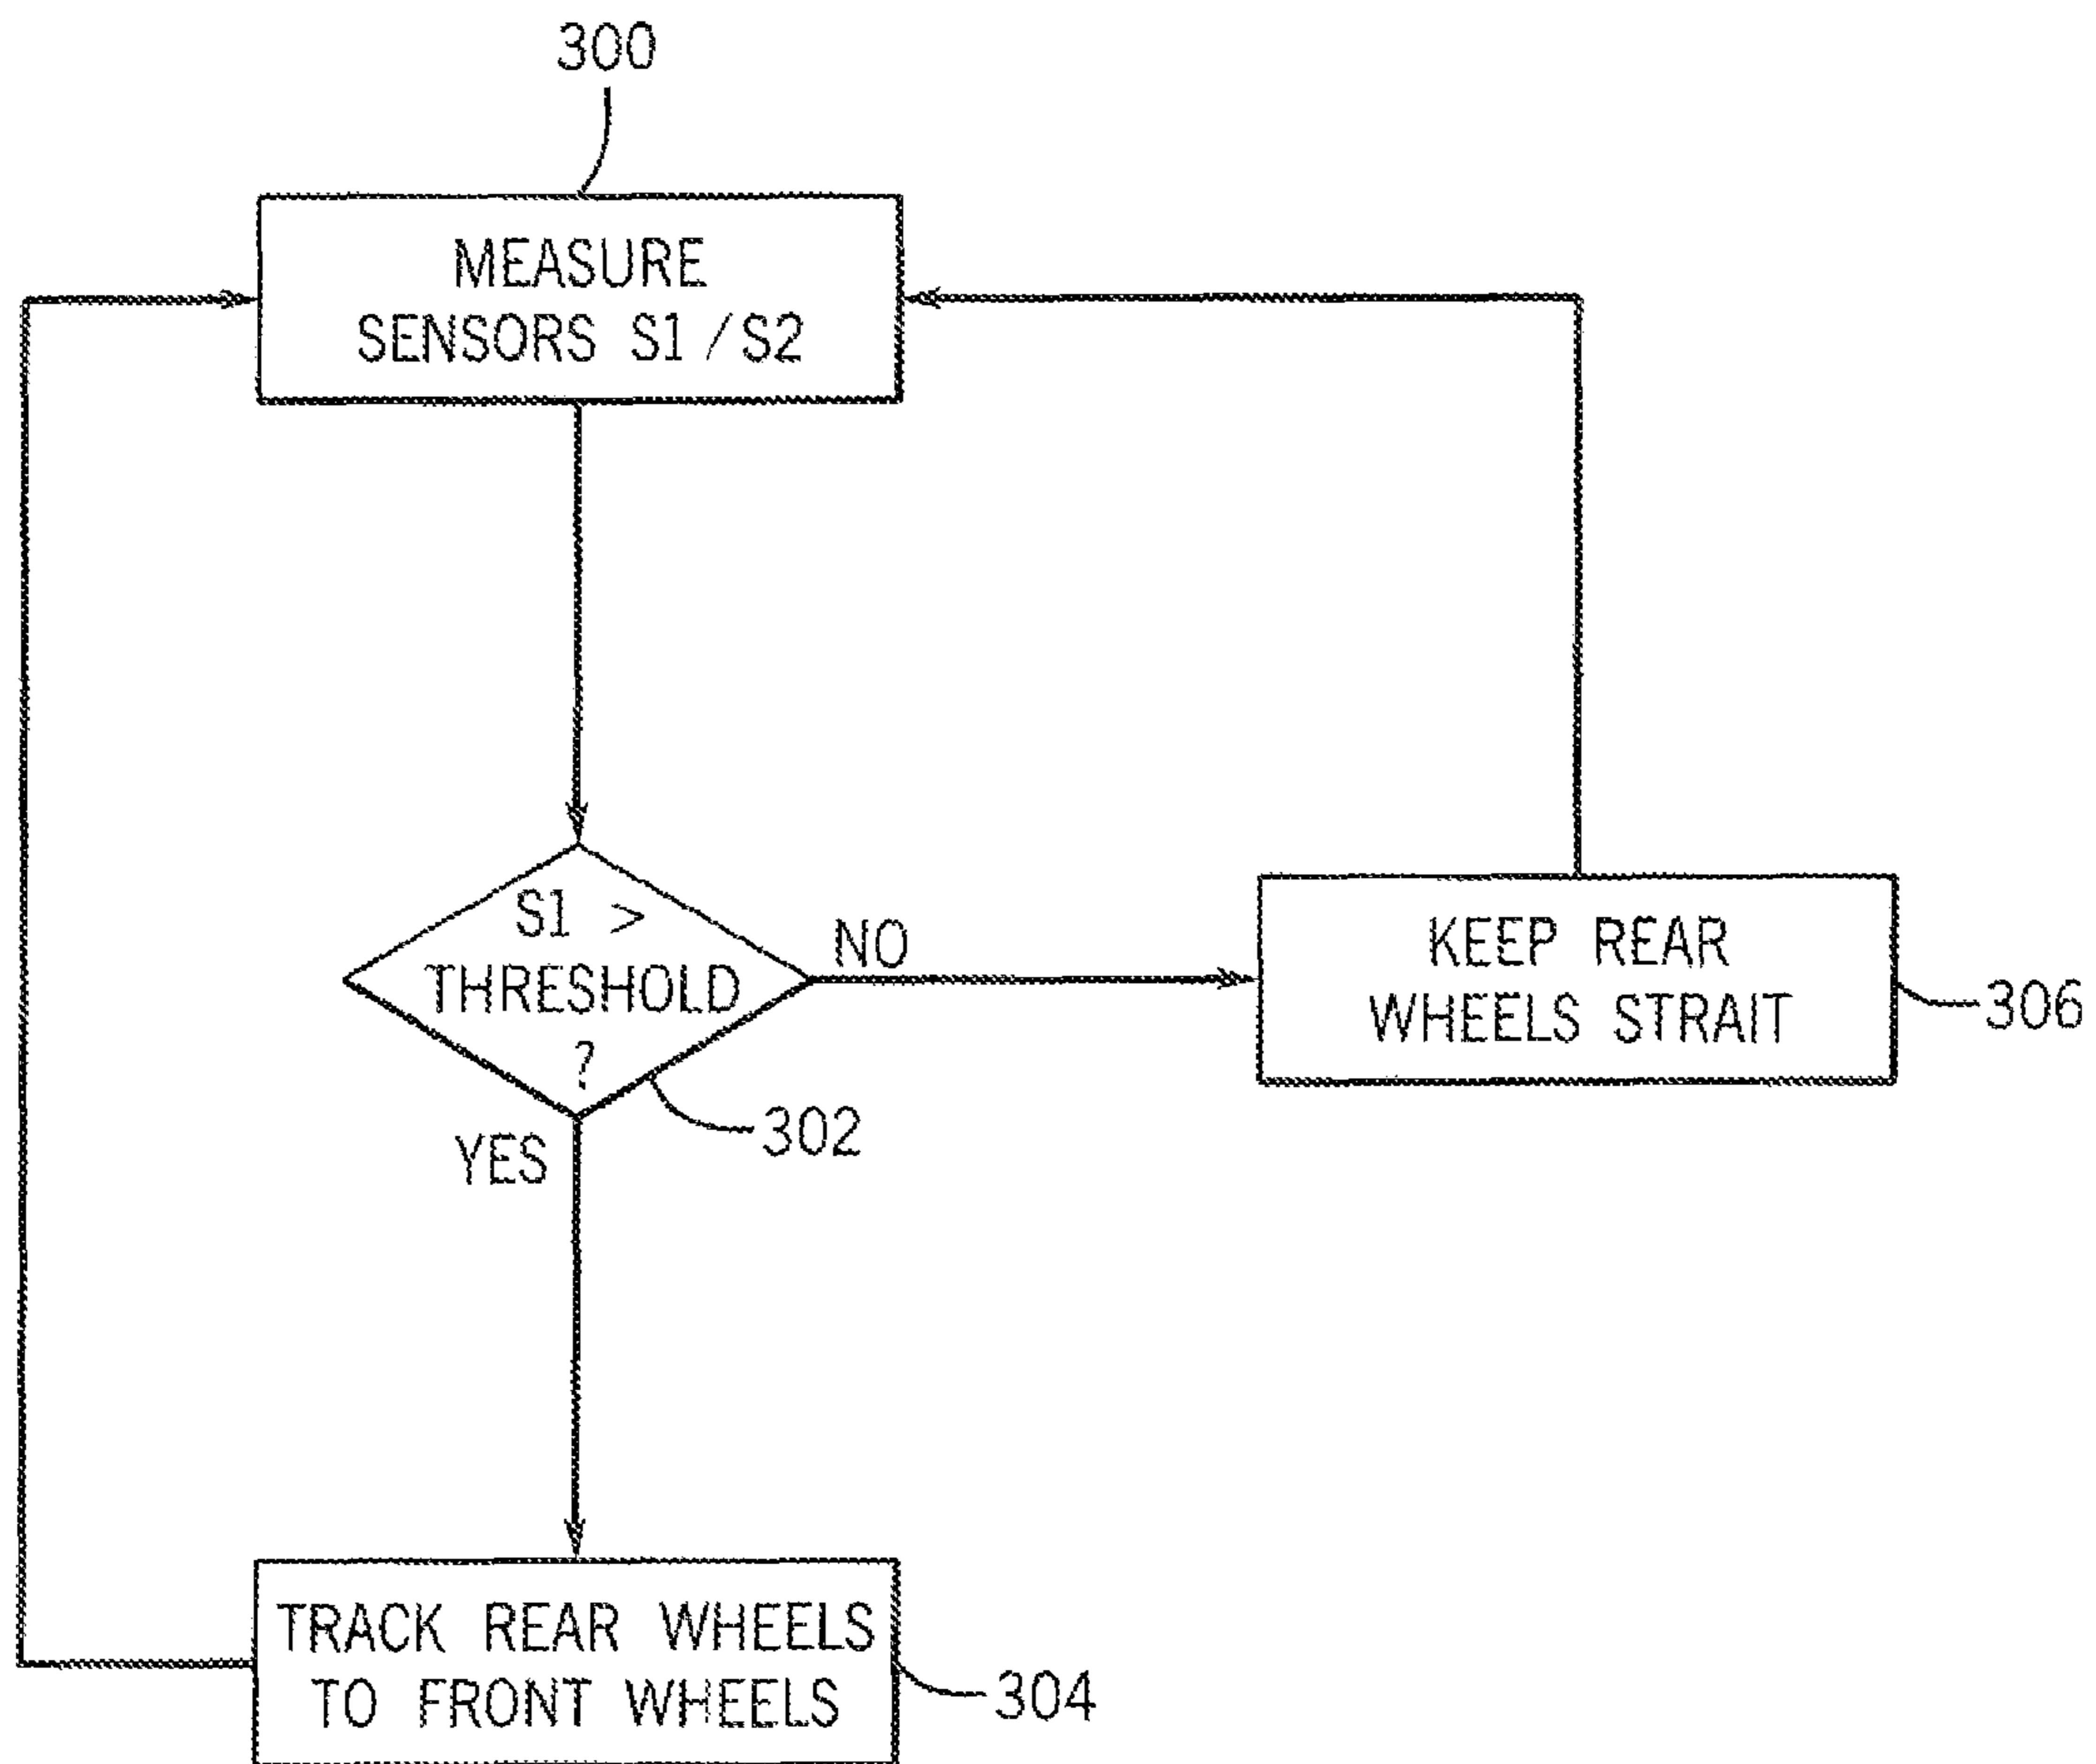 300
MEASURE
SENSORS S1/S2
S1 >
THRESHOLD
?
NO
KEEP REAR
WHEELS STRAIT
306
302
YES
TRACK REAR WHEELS
TO FRONT WHEELS
304